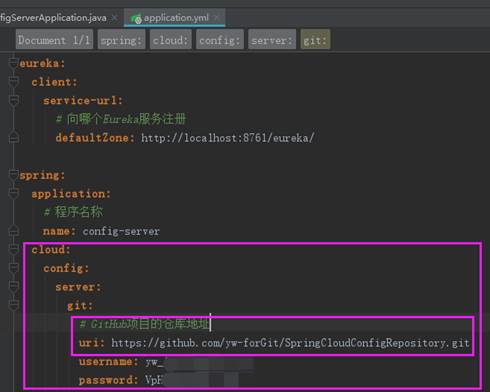 figServerApplication.java × application.yml ×
Document 1/1 spring: cloud: config: server: git:
eureka:
client:
service-url:
# 向哪个Eureka服务注册
defaultZone: http://localhost:8761/eureka/
spring:
application:
# 程序名称
name: config-server
cloud:
config:
server:
git:
# GitHub项目的仓库地址
uri: https://github.com/yw-forGit/SpringCloudConfigRepository.git
username: yw_
password: